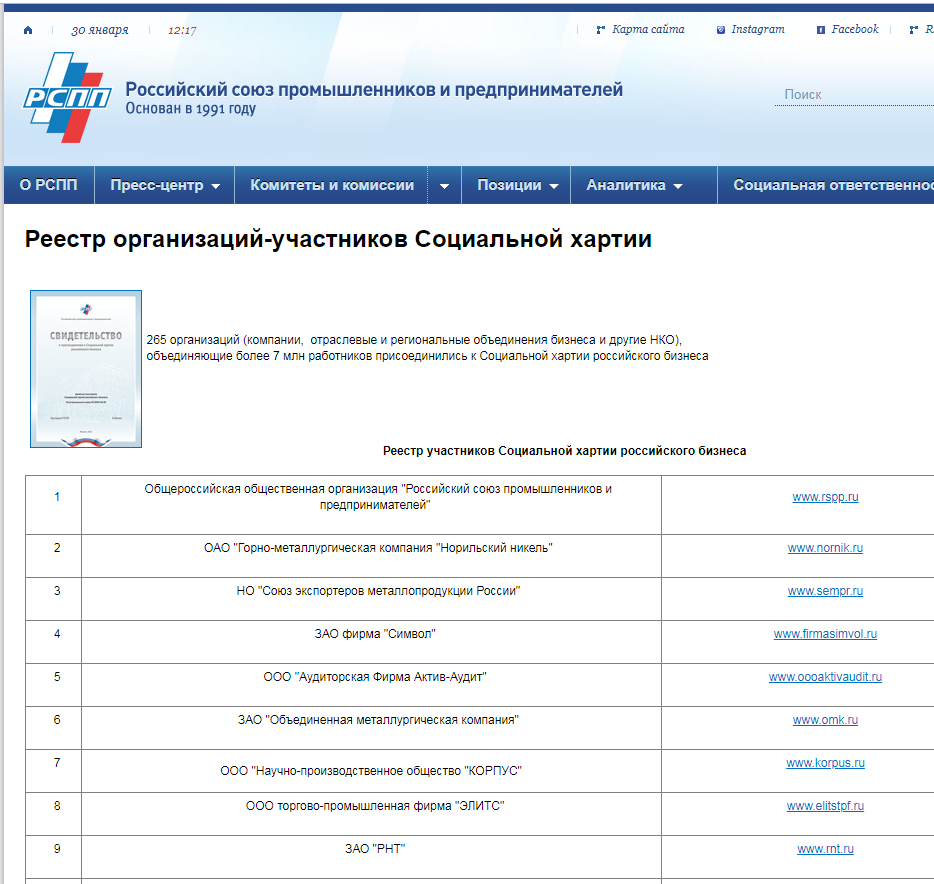 30 января
12:17
Карта сайта
Instagram
Facebook
РСПП
Российский союз промышленников и предпринимателей
Основан в 1991 году
Поиск
О РСПП
Пресс-центр
Комитеты и комиссии
Позиции
Аналитика
Социальная ответственнос
Реестр организаций-участников Социальной хартии
СВИДЕТЕЛЬСТВО
265 организаций (компании, отраслевые и региональные объединения бизнеса и другие НКО),
объединяющие более 7 млн работников присоединились к Социальной хартии российского бизнеса
Реестр участников Социальной хартии российского бизнеса
1 Общероссийская общественная организация "Российский союз промышленников и
предпринимателей" www.rspp.ru
2 ОАО "Горно-металлургическая компания "Норильский никель" www.nornik.ru
3 НО "Союз экспортеров металлопродукции России" www.sempr.ru
4 ЗАО фирма "Символ" www.firmasimvol.ru
5 ООО "Аудиторская Фирма Актив-Аудит" www.oooaktivaudit.ru
6 ЗАО "Объединенная металлургическая компания" www.omk.ru
7 ООО "Научно-производственное общество "КОРПУС" www.korpus.ru
8 ООО торгово-промышленная фирма "ЭЛИТС" www.elitstpf.ru
9 ЗАО "РНТ" www.rnt.ru